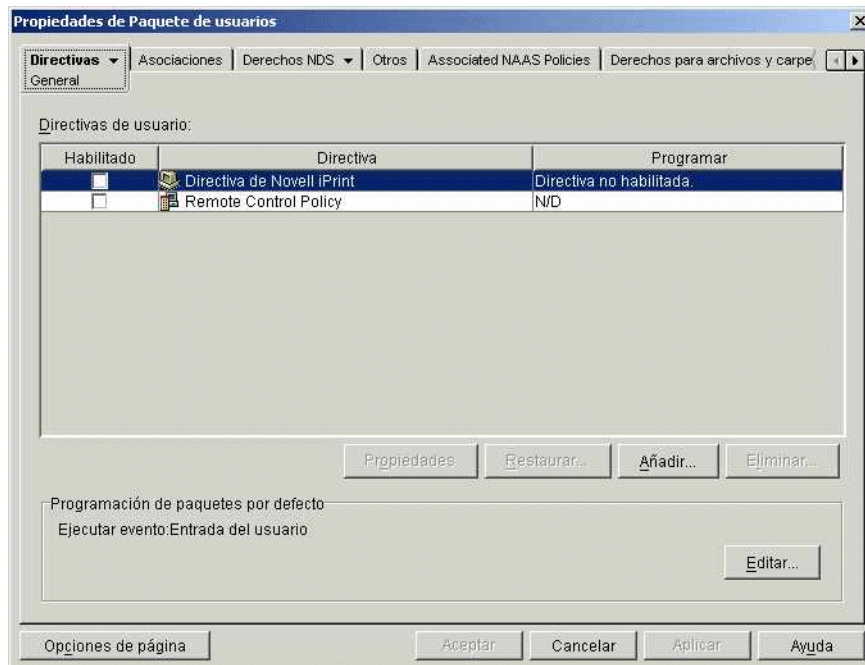 Propiedades de Paquete de usuarios
Directivas Asociaciones Derechos NDS Otros Associated NAAS Policies Derechos para archivos y carpe
General
Directivas de usuario:
Habilitado Directiva Programar
Directiva de Novell iPrint Directiva no habilitada.
Remote Control Policy N/D
Propiedades Restaurar... Añadir... Eliminar...
Programación de paquetes por defecto
Ejecutar evento:Entrada del usuario
Editar...
Opciones de página Aceptar Cancelar Aplicar Ayuda